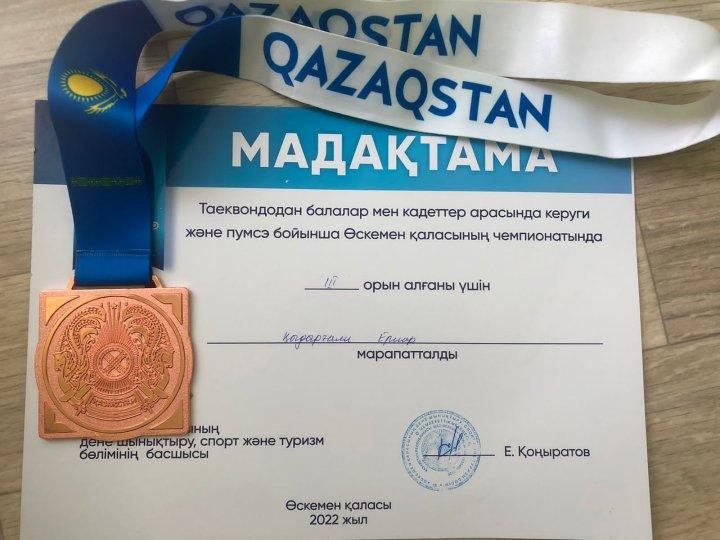 QAZAQSTAN
QAZAQSTAN
МАДАҚТАМА
Таеквондодан балалар мен кадеттер арасында керуги
және пумсэ бойынша Өскемен қаласының чемпионатында
III орын алғаны үшін
марапатталды
ның
дене шынықтыру, спорт және туризм
бөлімінің басшысы
Е. Қоңыратов
Өскемен қаласы
2022 жыл